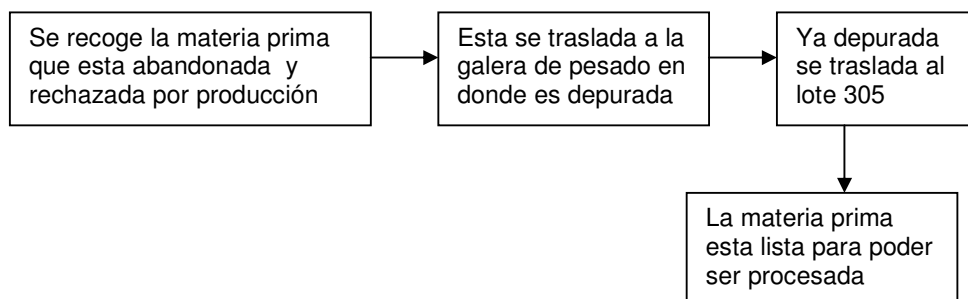 Se recoge la materia prima
que esta abandonada y
rechazada por producción
Esta se traslada a la
galera de pesado en
donde es depurada
Ya depurada
se traslada al
lote 305
La materia prima
esta lista para poder
ser procesada